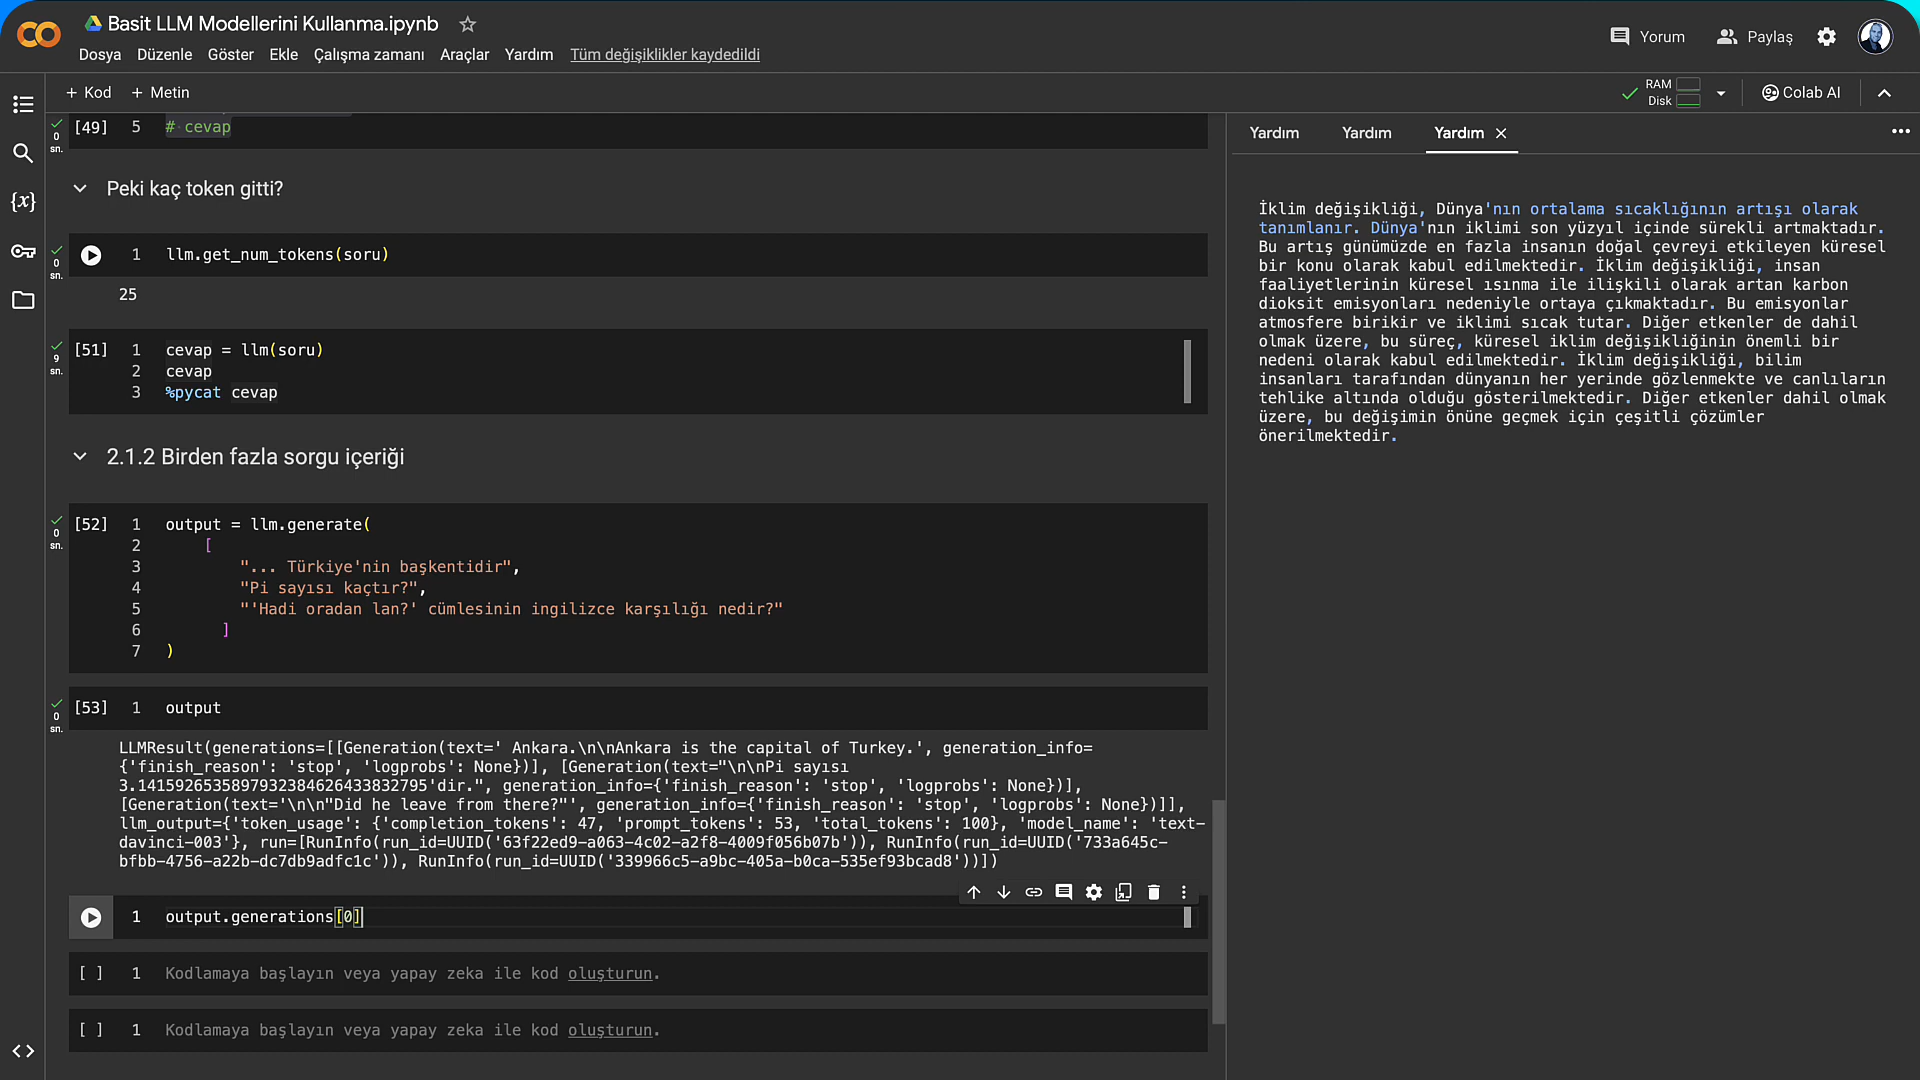 Basit LLM Modellerini Kullanma.ipynb
Dosya Düzenle Göster Ekle Çalışma zamanı Araçlar Yardım Tüm değişiklikler kaydedildi
Yorum Paylaş
+ Kod + Metin
RAM
Disk
Colab AI
0 sn. [49] 5 # cevap
Peki kaç token gitti?
0 sn. 1 llm.get_num_tokens(soru)
25
9 sn. [51] 1 cevap = llm(soru)
2 cevap
3 %pycat cevap
2.1.2 Birden fazla sorgu içeriği
0 sn. [52] 1 output = llm.generate(
2 [
3 "... Türkiye'nin başkentidir",
4 "Pi sayısı kaçtır?",
5 "'Hadi oradan lan?' cümlesinin ingilizce karşılığı nedir?"
6 ]
7 )
0 sn. [53] 1 output
LLMResult(generations=[[Generation(text=' Ankara.\n\nAnkara is the capital of Turkey.', generation_info=
{'finish_reason': 'stop', 'logprobs': None})], [Generation(text="\n\nPi sayısı
3.14159265358979323846264338327​95'dir.", generation_info={'finish_reason': 'stop', 'logprobs': None})],
[Generation(text='\n\n"Did he leave from there?"', generation_info={'finish_reason': 'stop', 'logprobs': None})]],
llm_output={'token_usage': {'completion_tokens': 47, 'prompt_tokens': 53, 'total_tokens': 100}, 'model_name': 'text-
davinci-003'}, run=[RunInfo(run_id=UUID('63f22ed9-a063-4c02-a2f8-4009f056b07b')), RunInfo(run_id=UUID('733a645c-
bfbb-4756-a22b-dc7db9adfc1c')), RunInfo(run_id=UUID('339966c5-a9bc-405a-b0ca-535ef93bcad8'))])
1 output.generations[0]
[ ] 1 Kodlamaya başlayın veya yapay zeka ile kod oluşturun.
[ ] 1 Kodlamaya başlayın veya yapay zeka ile kod oluşturun.
Yardım Yardım Yardım
İklim değişikliği, Dünya'nın ortalama sıcaklığının artışı olarak
tanımlanır. Dünya'nın iklimi son yüzyıl içinde sürekli artmaktadır.
Bu artış günümüzde en fazla insanın doğal çevreyi etkileyen küresel
bir konu olarak kabul edilmektedir. İklim değişikliği, insan
faaliyetlerinin küresel ısınma ile ilişkili olarak artan karbon
dioksit emisyonları nedeniyle ortaya çıkmaktadır. Bu emisyonlar
atmosfere birikir ve iklimi sıcak tutar. Diğer etkenler de dahil
olmak üzere, bu süreç, küresel iklim değişikliğinin önemli bir
nedeni olarak kabul edilmektedir. İklim değişikliği, bilim
insanları tarafından dünyanın her yerinde gözlenmekte ve canlıların
tehlike altında olduğu gösterilmektedir. Diğer etkenler dahil olmak
üzere, bu değişimin önüne geçmek için çeşitli çözümler
önerilmektedir.